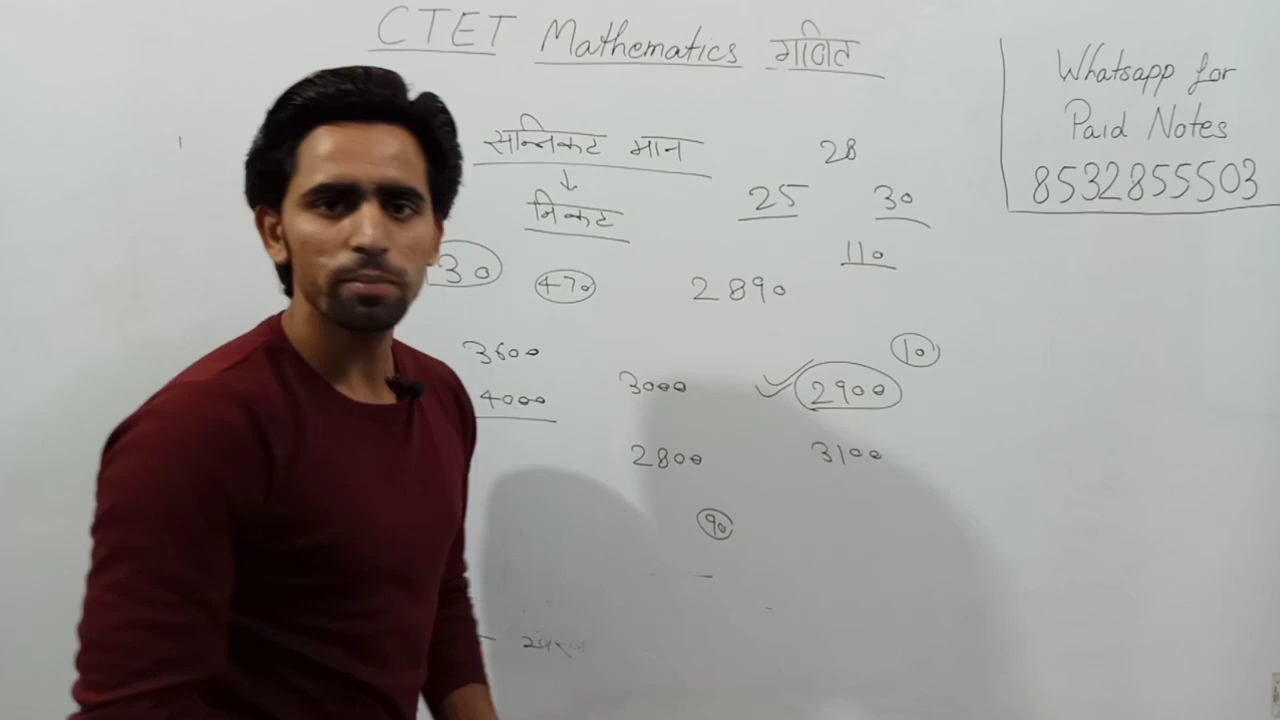 CTET Mathematics गणित
Whatsapp for
Paid Notes
8532855503
सन्निकट मान
28
निकट
25 30
110
30 470 2890
3600
10
4000 3000 2900
2800 3100
90